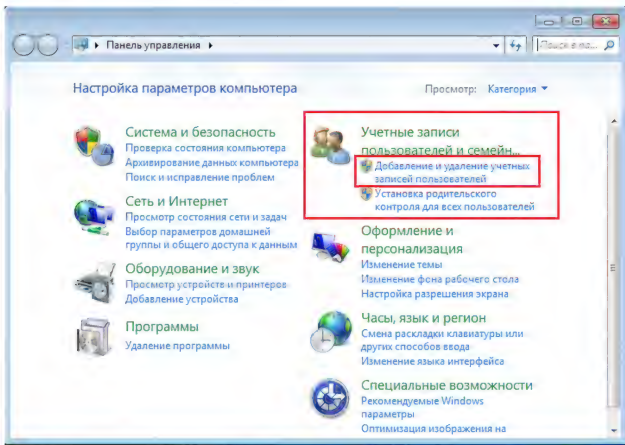 Панель управления
Поиск в па...
Настройка параметров компьютера
Просмотр: Категория
Система и безопасность
Проверка состояния компьютера
Архивирование данных компьютера
Поиск и исправление проблем
Сеть и Интернет
Просмотр состояния сети и задач
Выбор параметров домашней
группы и общего доступа к данным
Оборудование и звук
Просмотр устройств и принтеров
Добавление устройства
Программы
Удаление программы
Учетные записи
пользователей и семейн...
Добавление и удаление учетных
записей пользователей
Установка родительского
контроля для всех пользователей
Оформление и
персонализация
Изменение темы
Изменение фона рабочего стола
Настройка разрешения экрана
Часы, язык и регион
Смена раскладки клавиатуры или
других способов ввода
Изменение языка интерфейса
Специальные возможности
Рекомендуемые Windows
параметры
Оптимизация изображения на